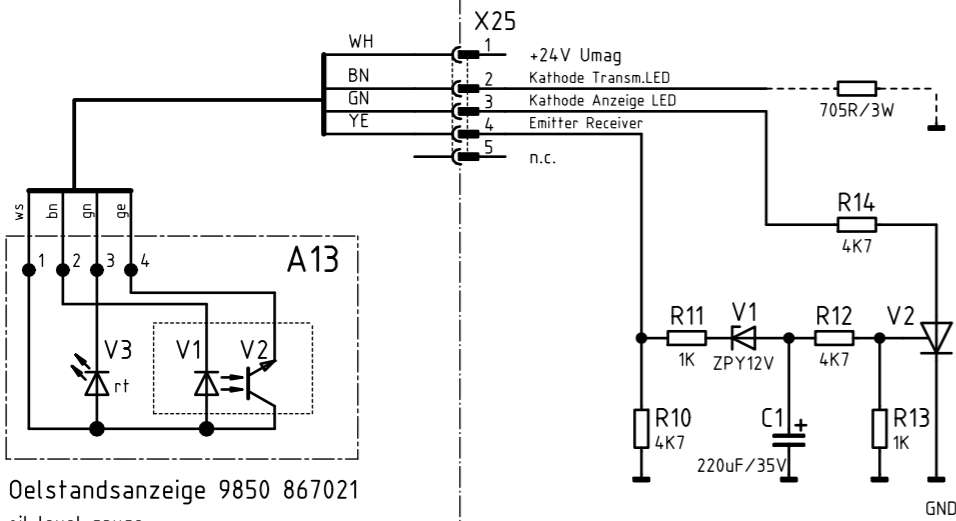 X25
WH
1
+24V Umag
BN
2
Kathode Transm.LED
GN
3
Kathode Anzeige LED
705R/3W
YE
4
Emitter Receiver
5
n.c.
ws
bn
gn
ge
R14
4K7
A13
1
2
3
4
R11
V1
R12
V2
1K
ZPY12V
4K7
V3
V1
V2
rt
R10
4K7
C1
+
220uF/35V
R13
1K
Oelstandsanzeige 9850 867021
GND